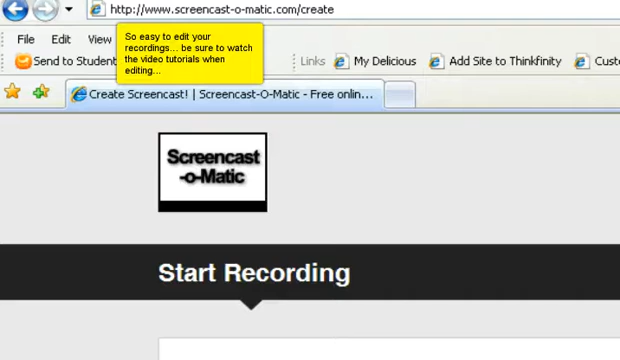 http://www.screencast-o-matic.com/create
So easy to edit your
recordings... be sure to watch
the video tutorials when
editing...
File Edit View
Send to Student
Links My Delicious Add Site to Thinkfinity
Create Screencast! | Screencast-O-Matic - Free onlin...
Screencast
-o-Matic
Start Recording